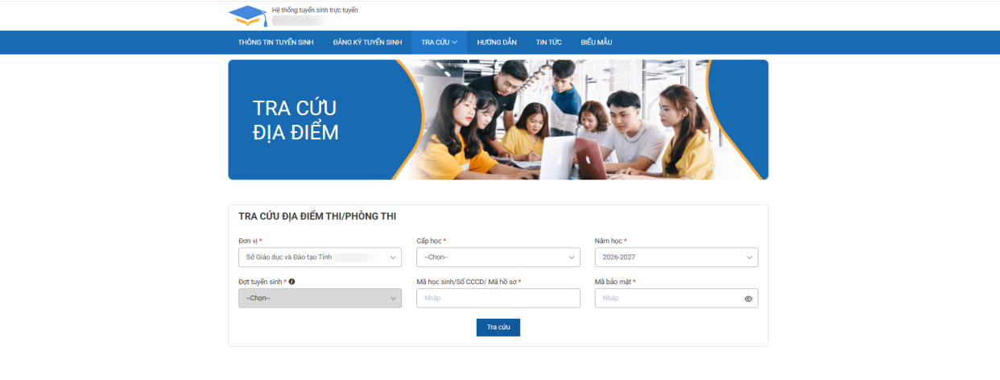 Hệ thống tuyển sinh trực tuyến
THÔNG TIN TUYỂN SINH ĐĂNG KÝ TUYỂN SINH TRA CỨU HƯỚNG DẪN TIN TỨC BIỂU MẪU
TRA CỨU
ĐỊA ĐIỂM
TRA CỨU ĐỊA ĐIỂM THI/PHÒNG THI
Đơn vị * Cấp học * Năm học *
Sở Giáo dục và Đào tạo Tỉnh --Chọn-- 2026-2027
Đợt tuyển sinh * Mã học sinh/Số CCCD/ Mã hồ sơ * Mã bảo mật *
--Chọn-- Nhập Nhập
Tra cứu